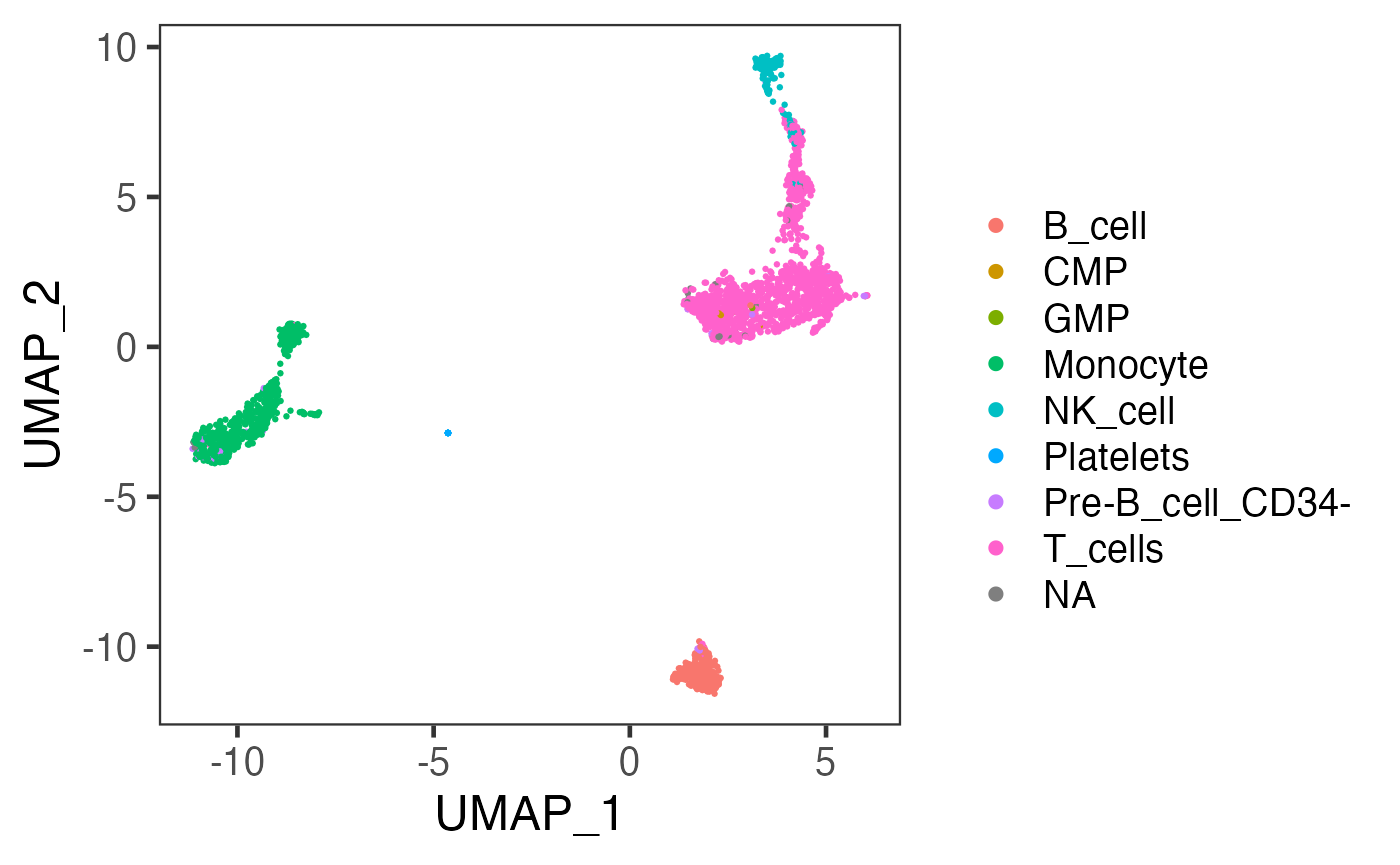 10
5
0
-5
-10
UMAP_2
-10
-5
0
5
UMAP_1
B_cell
CMP
GMP
Monocyte
NK_cell
Platelets
Pre-B_cell_CD34-
T_cells
NA